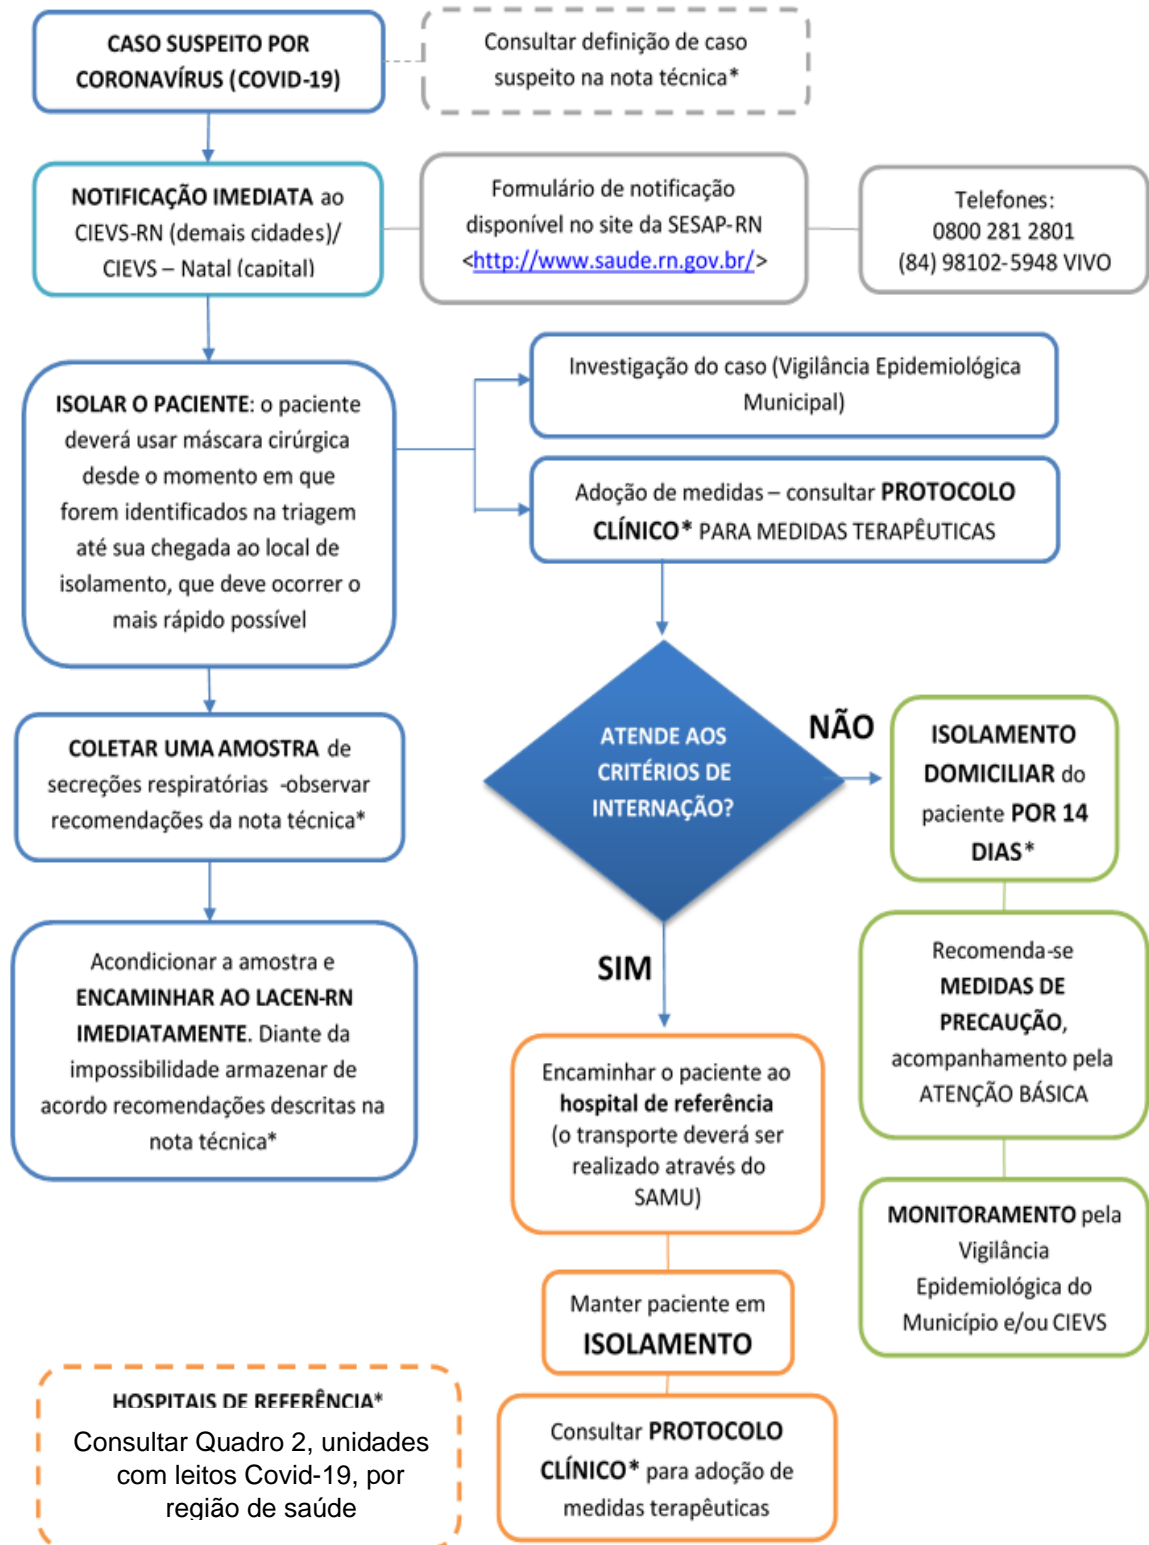 CASO SUSPEITO POR
CORONAVÍRUS (COVID-19)
Consultar definição de caso
suspeito na nota técnica*
NOTIFICAÇÃO IMEDIATA ao
CIEVS-RN (demais cidades)/
CIEVS – Natal (capital)
Fomulário de notificação
disponível no site da SESAP-RN
<http://www.saude.rn.gov.br/>
Telefones:
0800 281 2801
(84) 98102-5948 VIVO
ISOLAR O PACIENTE: o paciente
deverá usar máscara cirúrgica
desde o momento em que
forem identificados na triagem
até sua chegada ao local de
isolamento, que deve ocorrer o
mais rápido possível
Investigação do caso (Vigilância Epidemiológica
Municipal)
Adoção de medidas – consultar PROTOCOLO
CLÍNICO* PARA MEDIDAS TERAPÊUTICAS
COLETAR UMA AMOSTRA de
secreções respiratórias -observar
recomendações da nota técnica*
Acondicionar a amostra e
ENCAMINHAR AO LACEN-RN
IMEDIATAMENTE. Diante da
impossibilidade armazenar de
acordo recomendações descritas na
nota técnica*
ATENDE AOS
CRITÉRIOS DE
INTERNAÇÃO?
NÃO
ISOLAMENTO
DOMICILIAR do
paciente POR 14
DIAS*
Recomenda-se
MEDIDAS DE
PRECAUÇÃO,
acompanhamento pela
ATENÇÃO BÁSICA
MONITORAMENTO pela
Vigilância
Epidemiológica do
Município e/ou CIEVS
SIM
Encaminhar o paciente ao
hospital de referência
(o transporte deverá ser
realizado através do
SAMU)
Manter paciente em
ISOLAMENTO
Consultar PROTOCOLO
CLÍNICO* para adoção de
medidas terapêuticas
HOSPITAIS DE REFERÊNCIA*
Consultar Quadro 2, unidades
com leitos Covid-19, por
região de saúde